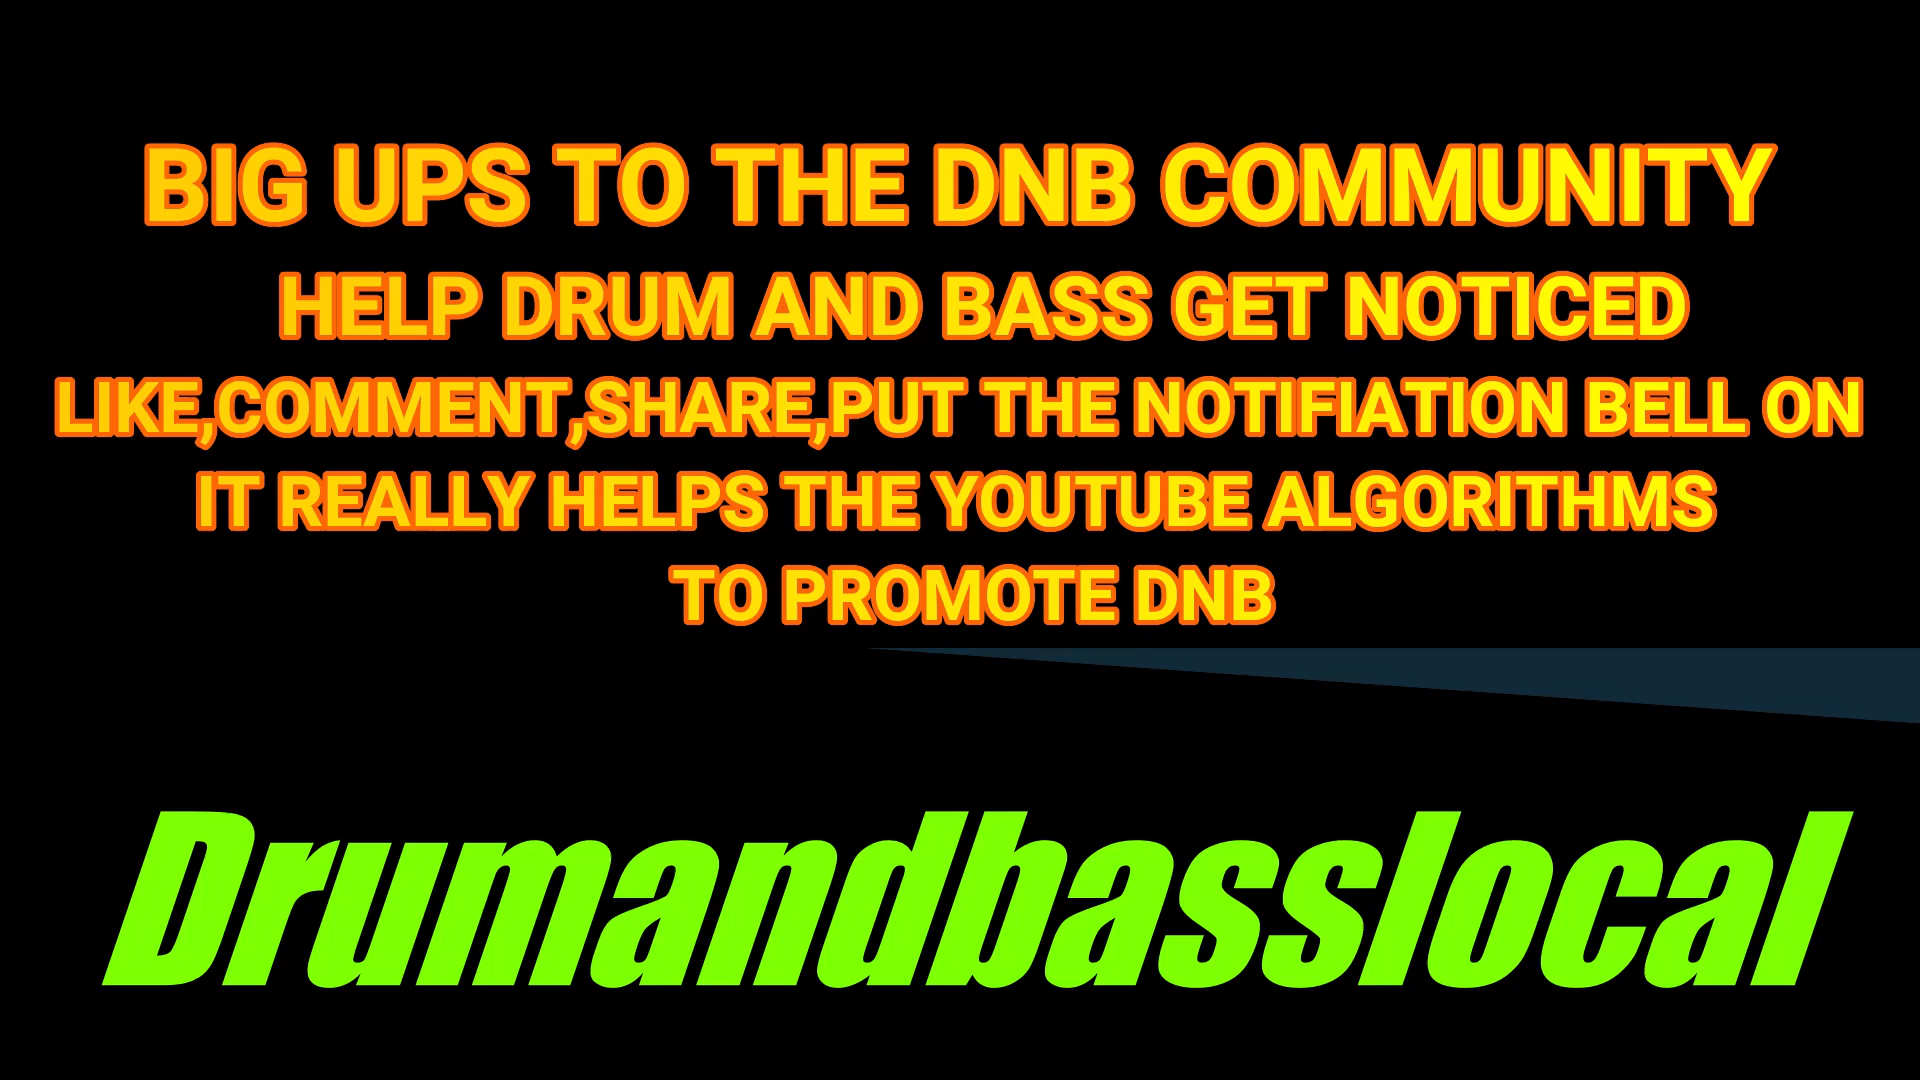 BIG UPS TO THE DNB COMMUNITY
HELP DRUM AND BASS GET NOTICED
LIKE,COMMENT,SHARE,PUT THE NOTIFIATION BELL ON
IT REALLY HELPS THE YOUTUBE ALGORITHMS
TO PROMOTE DNB
Drumandbasslocal